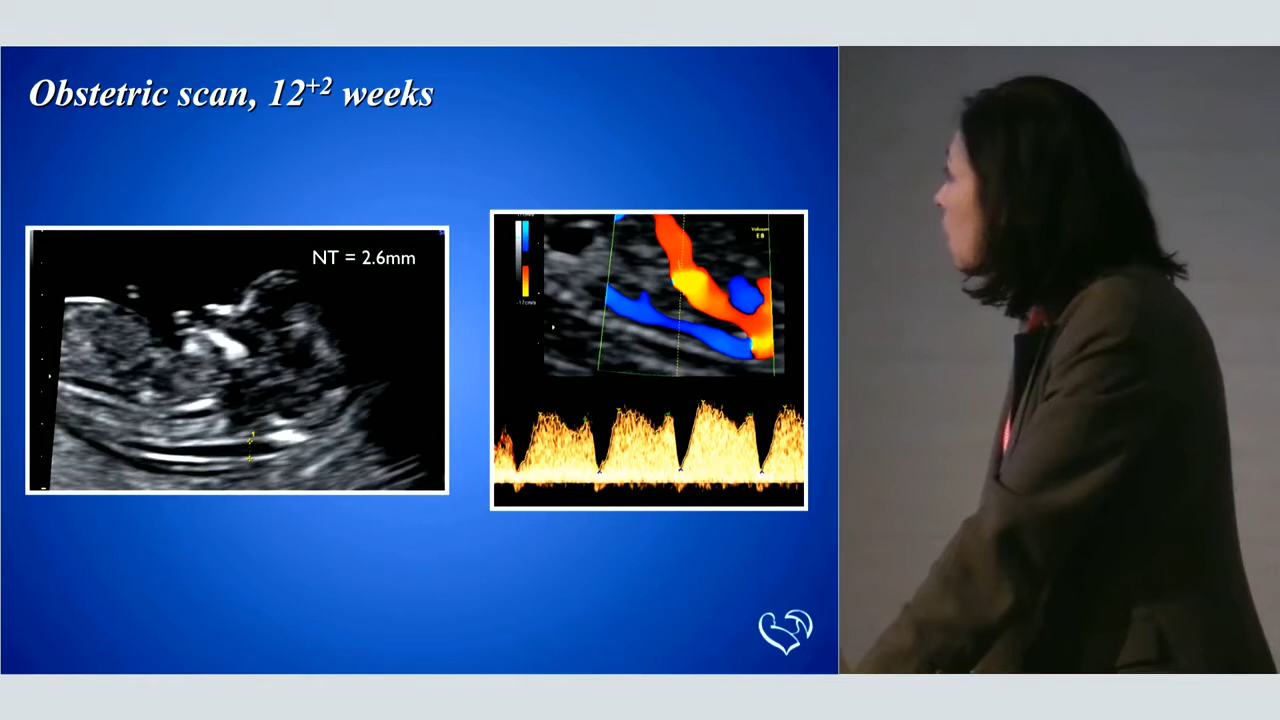 Obstetric scan, 12+2 weeks
NT = 2.6mm